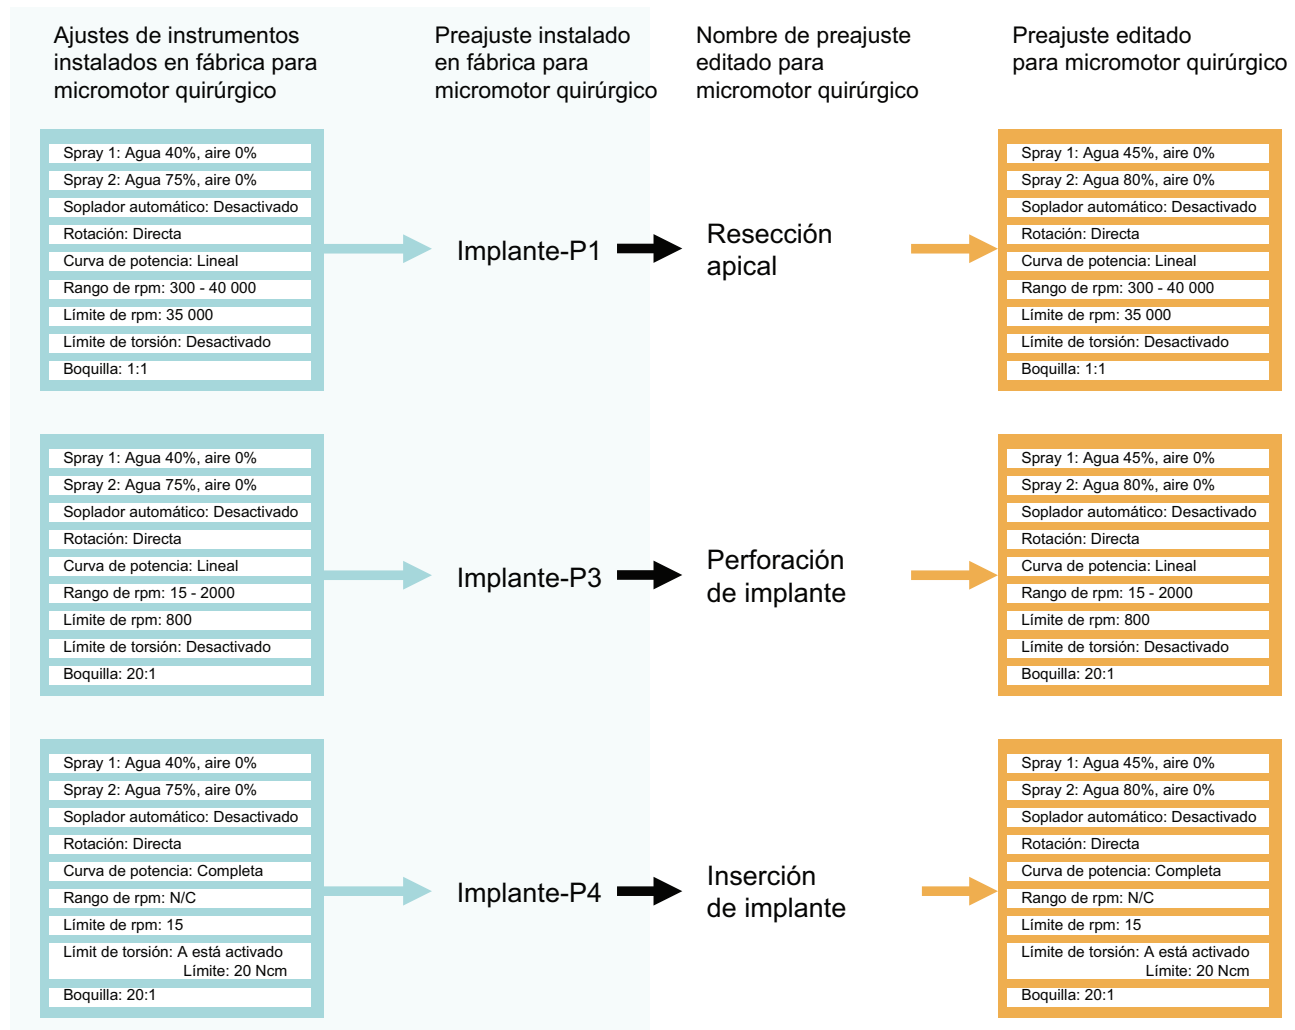 Ajustes de instrumentos
instalados en fábrica para
micromotor quirúrgico
Preajuste instalado
en fábrica para
micromotor quirúrgico
Nombre de preajuste
editado para
micromotor quirúrgico
Preajuste editado
para micromotor quirúrgico
Spray 1: Agua 40%, aire 0%
Spray 2: Agua 75%, aire 0%
Soplador automático: Desactivado
Rotación: Directa
Curva de potencia: Lineal
Rango de rpm: 300 - 40 000
Límite de rpm: 35 000
Límite de torsión: Desactivado
Boquilla: 1:1
Implante-P1
Resección
apical
Spray 1: Agua 45%, aire 0%
Spray 2: Agua 80%, aire 0%
Soplador automático: Desactivado
Rotación: Directa
Curva de potencia: Lineal
Rango de rpm: 300 - 40 000
Límite de rpm: 35 000
Límite de torsión: Desactivado
Boquilla: 1:1
Spray 1: Agua 40%, aire 0%
Spray 2: Agua 75%, aire 0%
Soplador automático: Desactivado
Rotación: Directa
Curva de potencia: Lineal
Rango de rpm: 15 - 2000
Límite de rpm: 800
Límite de torsión: Desactivado
Boquilla: 20:1
Implante-P3
Perforación
de implante
Spray 1: Agua 45%, aire 0%
Spray 2: Agua 80%, aire 0%
Soplador automático: Desactivado
Rotación: Directa
Curva de potencia: Lineal
Rango de rpm: 15 - 2000
Límite de rpm: 800
Límite de torsión: Desactivado
Boquilla: 20:1
Spray 1: Agua 40%, aire 0%
Spray 2: Agua 75%, aire 0%
Soplador automático: Desactivado
Rotación: Directa
Curva de potencia: Completa
Rango de rpm: N/C
Límite de rpm: 15
Límit de torsión: A está activado
Límite: 20 Ncm
Boquilla: 20:1
Implante-P4
Inserción
de implante
Spray 1: Agua 45%, aire 0%
Spray 2: Agua 80%, aire 0%
Soplador automático: Desactivado
Rotación: Directa
Curva de potencia: Completa
Rango de rpm: N/C
Límite de rpm: 15
Límite de torsión: A está activado
Límite: 20 Ncm
Boquilla: 20:1